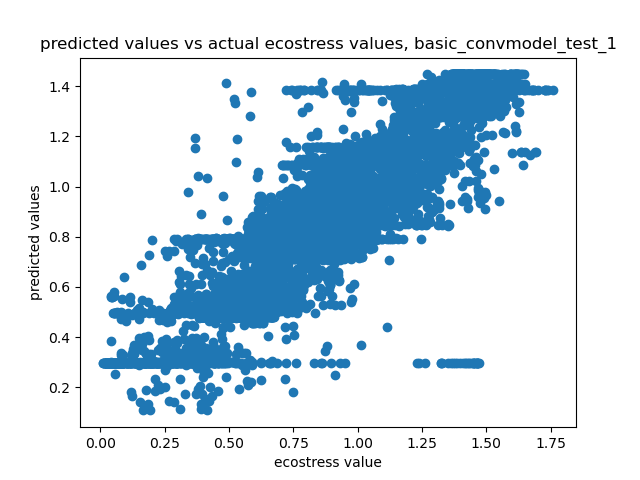 predicted values vs actual ecostress values, basic_convmodel_test_1
predicted values
1.4
1.2
1.0
0.8
0.6
0.4
0.2
0.00 0.25 0.50 0.75 1.00 1.25 1.50 1.75
ecostress value